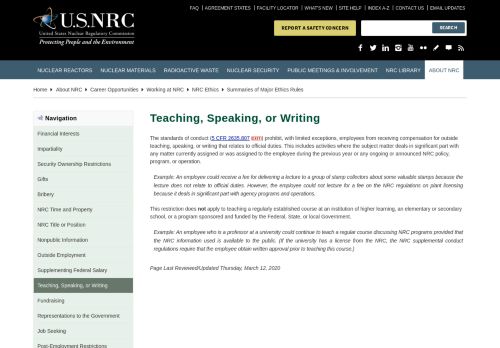 FAQ | AGREEMENT STATES | FACILITY LOCATOR | WHAT'S NEW | SITE HELP | INDEX A-Z | CONTACT US | EMAIL UPDATES
U.S.NRC
United States Nuclear Regulatory Commission
Protecting People and the Environment
REPORT A SAFETY CONCERN
SEARCH
NUCLEAR REACTORS NUCLEAR MATERIALS RADIOACTIVE WASTE NUCLEAR SECURITY PUBLIC MEETINGS & INVOLVEMENT NRC LIBRARY ABOUT NRC
Home About NRC Career Opportunities Working at NRC NRC Ethics Summaries of Major Ethics Rules
Navigation
Financial Interests
Impartiality
Security Ownership Restrictions
Gifts
Bribery
NRC Time and Property
NRC Title or Position
Nonpublic Information
Outside Employment
Supplementing Federal Salary
Teaching, Speaking, or Writing
Fundraising
Representations to the Government
Job Seeking
Post-Employment Restrictions
Teaching, Speaking, or Writing
The standards of conduct (5 CFR 2635.807 EXIT) prohibit, with limited exceptions, employees from receiving compensation for outside
teaching, speaking, or writing that relates to official duties. This includes activities where the subject matter deals in significant part with
any matter currently assigned or was assigned to the employee during the previous year or any ongoing or announced NRC policy,
program, or operation.
Example: An employee could receive a fee for delivering a lecture to a group of stamp collectors about some valuable stamps because the
lecture does not relate to official duties. However, the employee could not lecture for a fee on the NRC regulations on plant licensing
because it deals in significant part with agency programs and operations.
This restriction does not apply to teaching a regularly established course at an institution of higher learning, an elementary or secondary
school, or a program sponsored and funded by the Federal, State, or local Government.
Example: An employee who is a professor at a university could continue to teach a regular course discussing NRC programs provided that
the NRC information used is available to the public. [If the university has a license from the NRC, the NRC supplemental conduct
regulations require that the employee obtain written approval prior to teaching this course.]
Page Last Reviewed/Updated Thursday, March 12, 2020